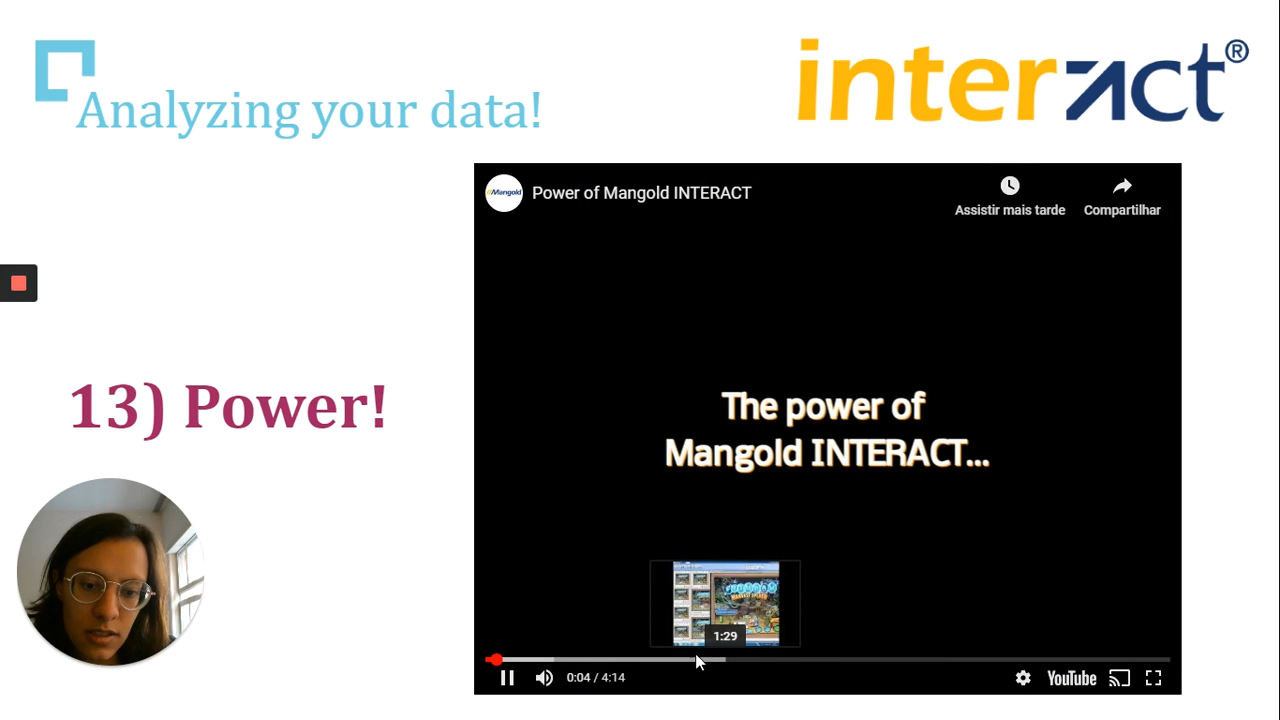 Analyzing your data!
interact®
Mangold
Power of Mangold INTERACT
Assistir mais tarde
Compartilhar
13) Power!
The power of
Mangold INTERACT...
1:29
0:04 / 4:14
YouTube